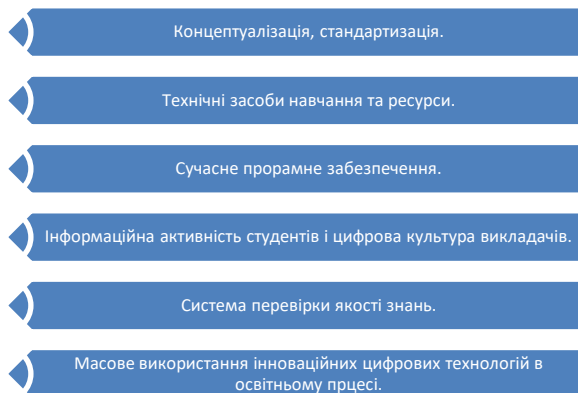 Концептуалізація, стандартизація.
Технічні засоби навчання та ресурси.
Сучасне прорамне забезпечення.
Інформаційна активність студентів і цифрова культура викладачів.
Система перевірки якості знань.
Масове використання інноваційних цифрових технологій в
освітньому прцесі.